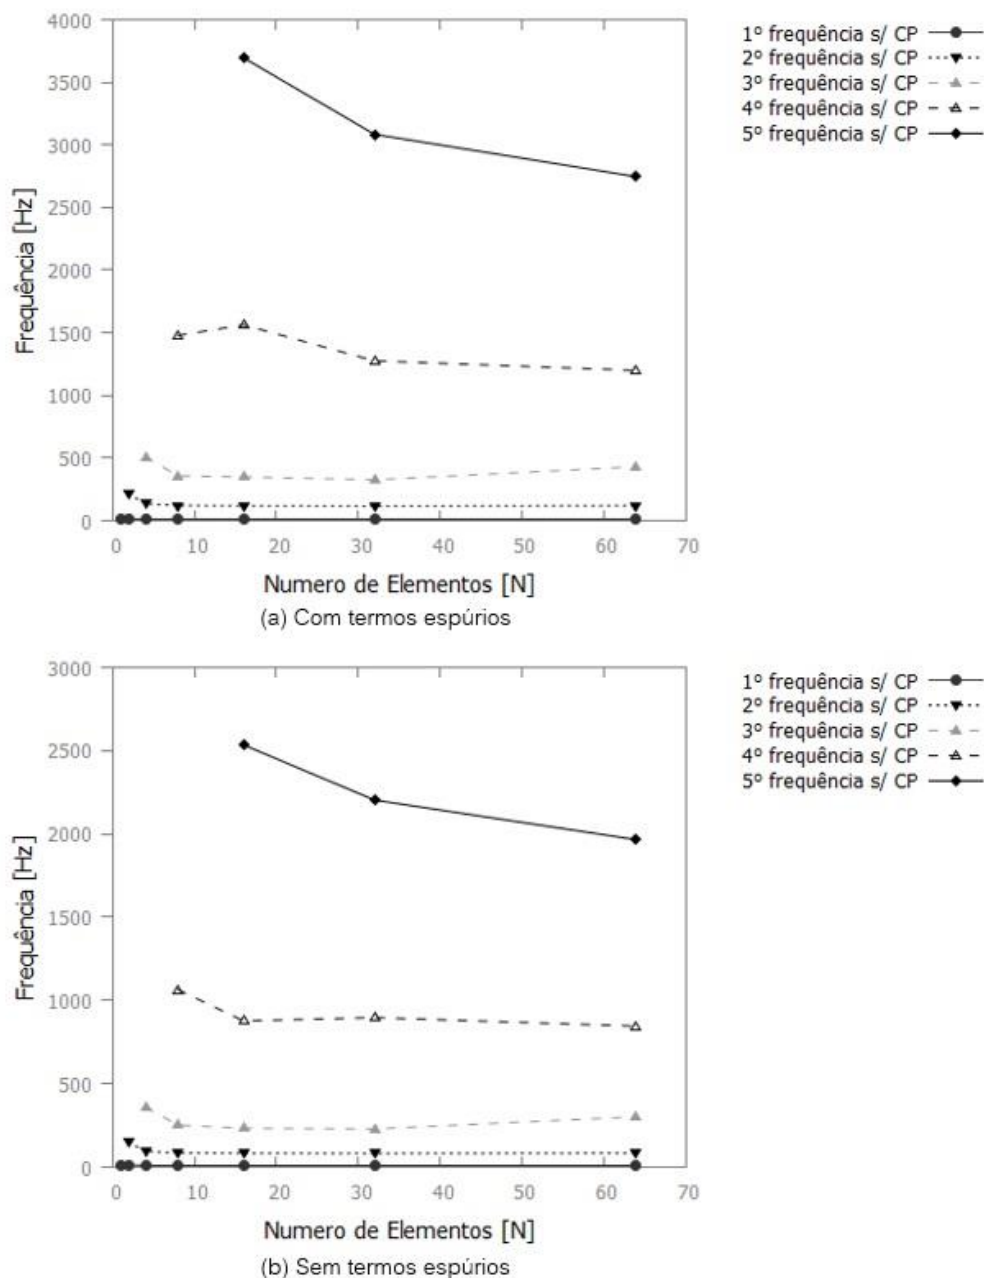 4000
3500
3000
2500
2000
1500
1000
500
0
Frequência [Hz]
0 10 20 30 40 50 60 70
Numero de Elementos [N]
1º frequência s/ CP
2º frequência s/ CP
3º frequência s/ CP
4º frequência s/ CP
5º frequência s/ CP
(a) Com termos espúrios
3000
2500
2000
1500
1000
500
0
Frequência [Hz]
0 10 20 30 40 50 60 70
Numero de Elementos [N]
1º frequência s/ CP
2º frequência s/ CP
3º frequência s/ CP
4º frequência s/ CP
5º frequência s/ CP
(b) Sem termos espúrios